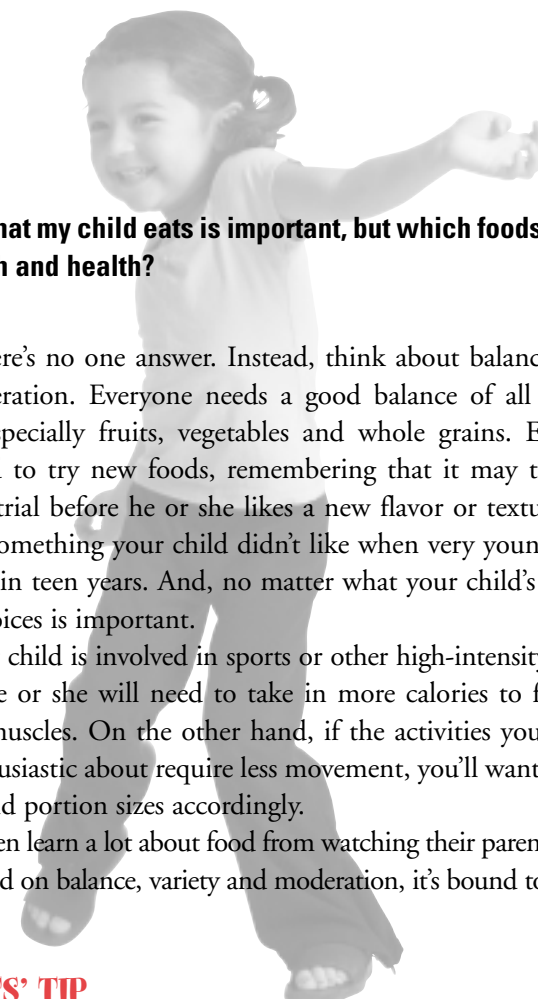 hat my child eats is important, but which foods
n and health?
ere's no one answer. Instead, think about balanc
eration. Everyone needs a good balance of all
specially fruits, vegetables and whole grains. E
l to try new foods, remembering that it may t
trial before he or she likes a new flavor or textu
omething your child didn't like when very youn
in teen years. And, no matter what your child's
oices is important.
child is involved in sports or other high-intensity
e or she will need to take in more calories to f
muscles. On the other hand, if the activities you
usiastic about require less movement, you'll want
nd portion sizes accordingly.
en learn a lot about food from watching their paren
d on balance, variety and moderation, it's bound to
'S' TIP